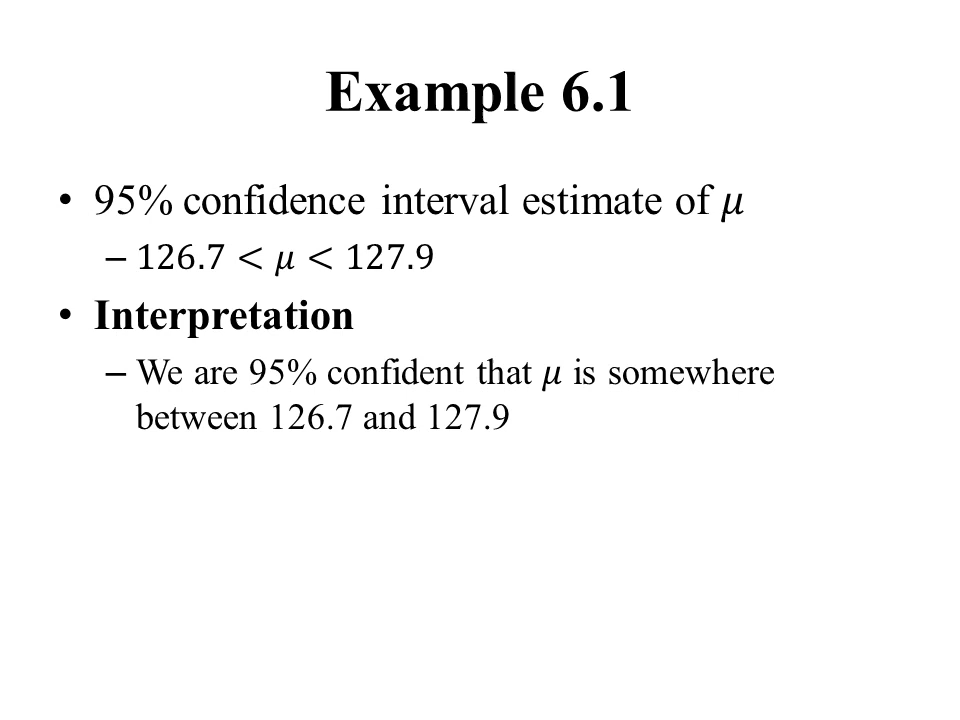 Example 6.1
• 95% confidence interval estimate of 𝜇
– 126.7 < 𝜇 < 127.9
• Interpretation
– We are 95% confident that 𝜇 is somewhere
between 126.7 and 127.9